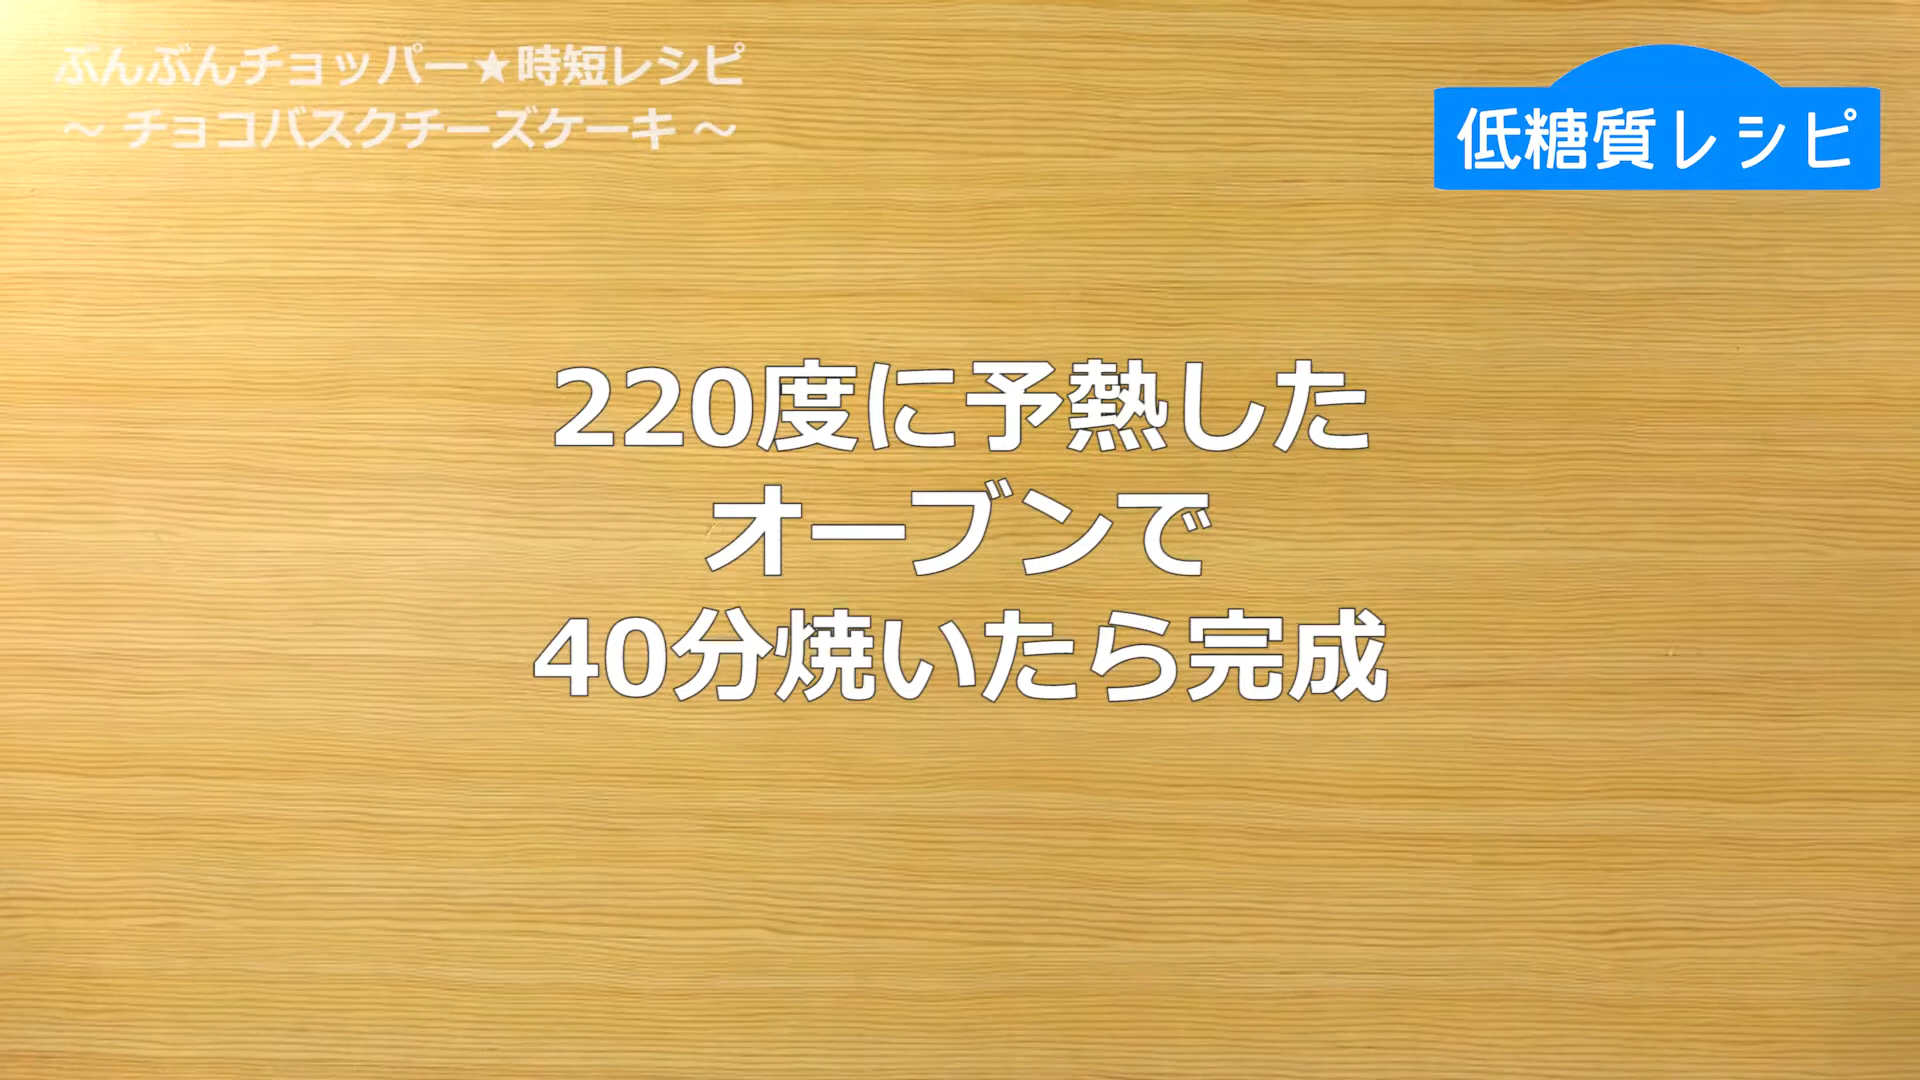 ぶんぶんチョッパー★時短レシピ
～ チョコバスクチーズケーキ ～
低糖質レシピ
220度に予熱した
オーブンで
40分焼いたら完成